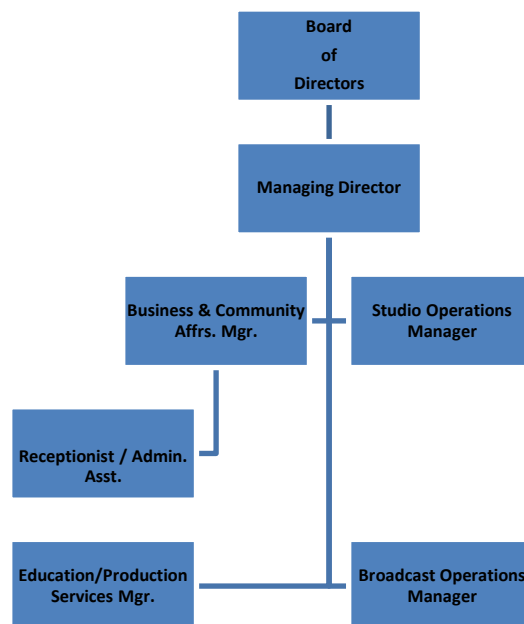 Board
of
Directors
Managing Director
Business & Community
Affrs. Mgr.
Studio Operations
Manager
Receptionist / Admin.
Asst.
Education/Production
Services Mgr.
Broadcast Operations
Manager